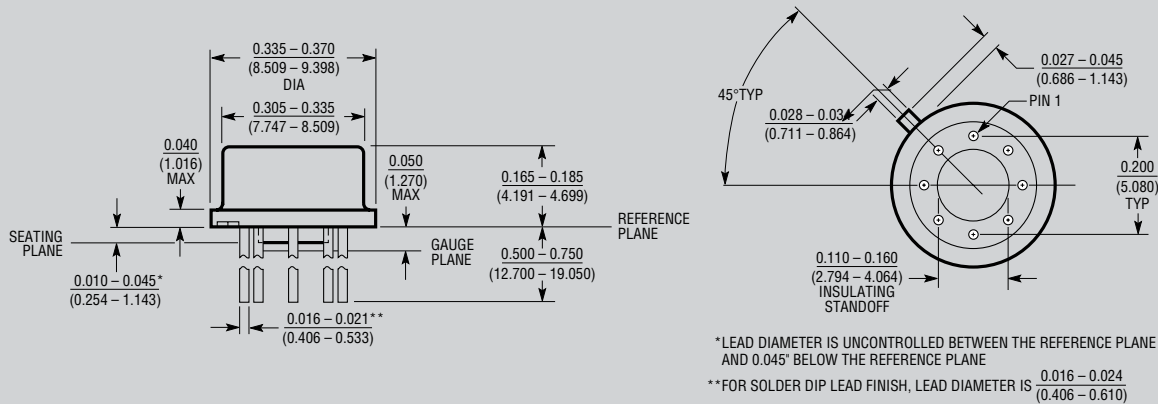 0.335 – 0.370
(8.509 – 9.398)
DIA
0.305 – 0.335
(7.747 – 8.509)
0.040
(1.016)
MAX
0.050
(1.270)
MAX
0.165 – 0.185
(4.191 – 4.699)
SEATING
PLANE
GAUGE
PLANE
REFERENCE
PLANE
0.500 – 0.750
(12.700 – 19.050)
0.010 – 0.045*
(0.254 – 1.143)
0.016 – 0.021**
(0.406 – 0.533)
45°TYP
0.028 – 0.034
(0.711 – 0.864)
0.027 – 0.045
(0.686 – 1.143)
PIN 1
0.200
(5.080)
TYP
0.110 – 0.160
(2.794 – 4.064)
INSULATING
STANDOFF
*LEAD DIAMETER IS UNCONTROLLED BETWEEN THE REFERENCE PLANE
AND 0.045" BELOW THE REFERENCE PLANE
**FOR SOLDER DIP LEAD FINISH, LEAD DIAMETER IS 0.016 – 0.024
(0.406 – 0.610)